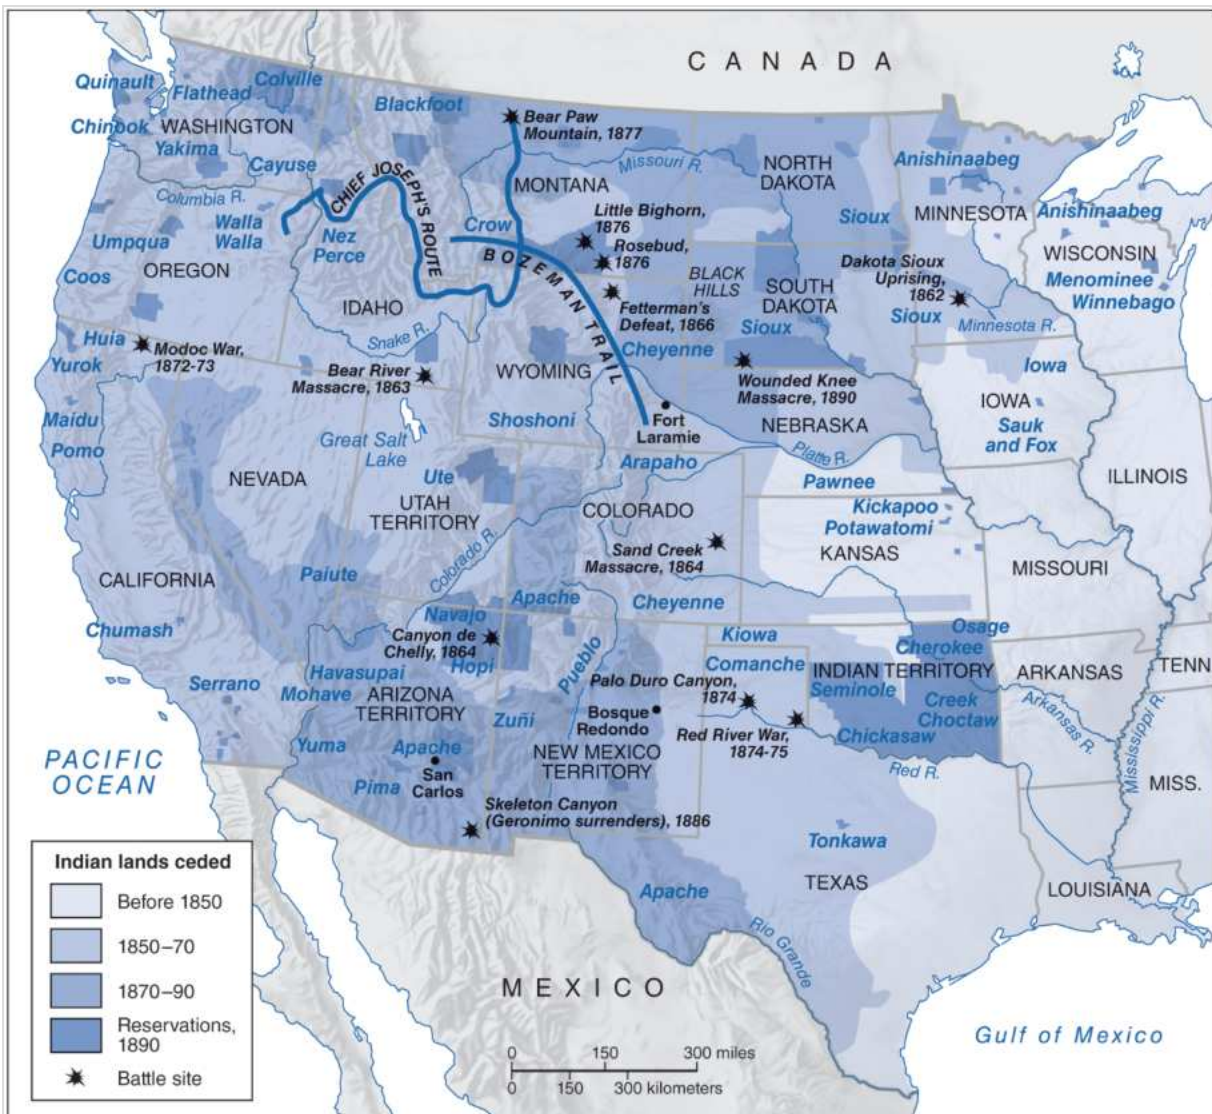 CANADA
Quinault
Flathead
Colville
Blackfoot
Bear Paw
Mountain, 1877
Chinook
WASHINGTON
Yakima
Cayuse
Columbia R.
CHIEF JOSEPH'S ROUTE
Missouri R.
MONTANA
NORTH
DAKOTA
Anishinaabeg
MINNESOTA
Anishinaabeg
Walla
Walla
Nez
Perce
Crow
Little Bighorn,
1876
Rosebud,
1876
Sioux
WISCONSIN
Umpqua
OREGON
BOZEMAN TRAIL
BLACK
HILLS
Dakota Sioux
Uprising,
1862
Menominee
Winnebago
Coos
IDAHO
Fetterman's
Defeat, 1866
SOUTH
DAKOTA
Sioux
Sioux
Minnesota R.
Huia
Snake R.
Modoc War,
1872-73
Yurok
Bear River
Massacre, 1863
WYOMING
Cheyenne
Wounded Knee
Massacre, 1890
Iowa
IOWA
Sauk
and Fox
Maidu
Pomo
Shoshoni
Fort
Laramie
NEBRASKA
Platte R.
Great Salt
Lake
NEVADA
Ute
UTAH
TERRITORY
Arapaho
COLORADO
Pawnee
Kickapoo
Potawatomi
KANSAS
ILLINOIS
Colorado R.
Sand Creek
Massacre, 1864
MISSOURI
CALIFORNIA
Paiute
Apache
Cheyenne
Navajo
Chumash
Canyon de
Chelly, 1864
Hopi
Pueblo
Kiowa
Osage
Cherokee
Comanche
INDIAN TERRITORY
Seminole
Creek
Choctaw
Chickasaw
ARKANSAS
TENN
Havasupai
Mohave
Serrano
ARIZONA
TERRITORY
Zuñi
Palo Duro Canyon,
1874
Bosque
Redondo
Red River War,
1874-75
Arkansas R.
Mississippi R.
PACIFIC
OCEAN
Yuma
Apache
San
Carlos
Pima
NEW MEXICO
TERRITORY
Red R.
MISS.
Skeleton Canyon
(Geronimo surrenders), 1886
Tonkawa
TEXAS
Apache
LOUISIANA
Rio Grande
MEXICO
Gulf of Mexico
Indian lands ceded
Before 1850
1850–70
1870–90
Reservations,
1890
Battle site
0 150 300 miles
0 150 300 kilometers